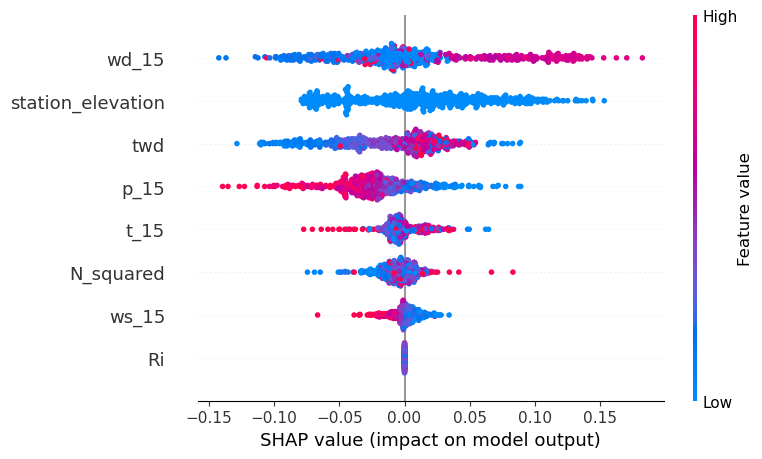 High
wd_15
station_elevation
twd
p_15
t_15
N_squared
ws_15
Ri
Feature value
Low
−0.15 −0.10 −0.05 0.00 0.05 0.10 0.15
SHAP value (impact on model output)